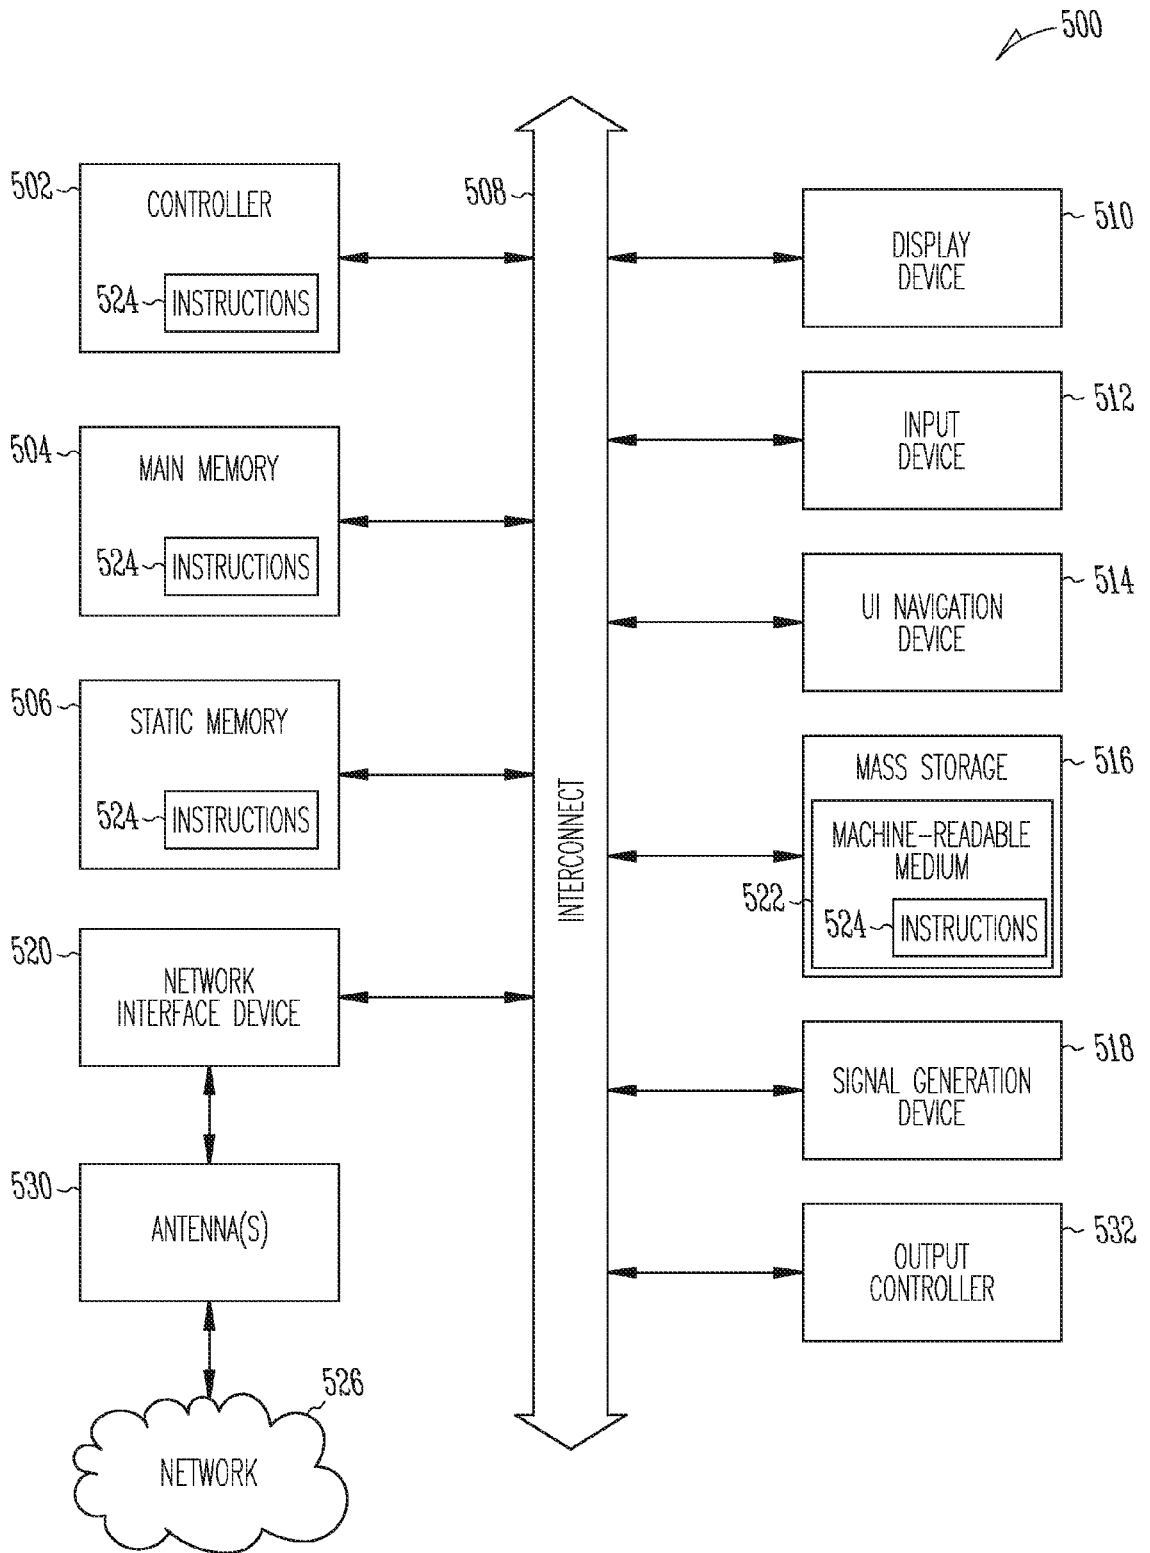 500
502
CONTROLLER
524
INSTRUCTIONS
504
MAIN MEMORY
524
INSTRUCTIONS
506
STATIC MEMORY
524
INSTRUCTIONS
520
NETWORK
INTERFACE DEVICE
530
ANTENNA(S)
526
NETWORK
508
INTERCONNECT
510
DISPLAY
DEVICE
512
INPUT
DEVICE
514
UI NAVIGATION
DEVICE
516
MASS STORAGE
MACHINE-READABLE
MEDIUM
522
524
INSTRUCTIONS
518
SIGNAL GENERATION
DEVICE
532
OUTPUT
CONTROLLER